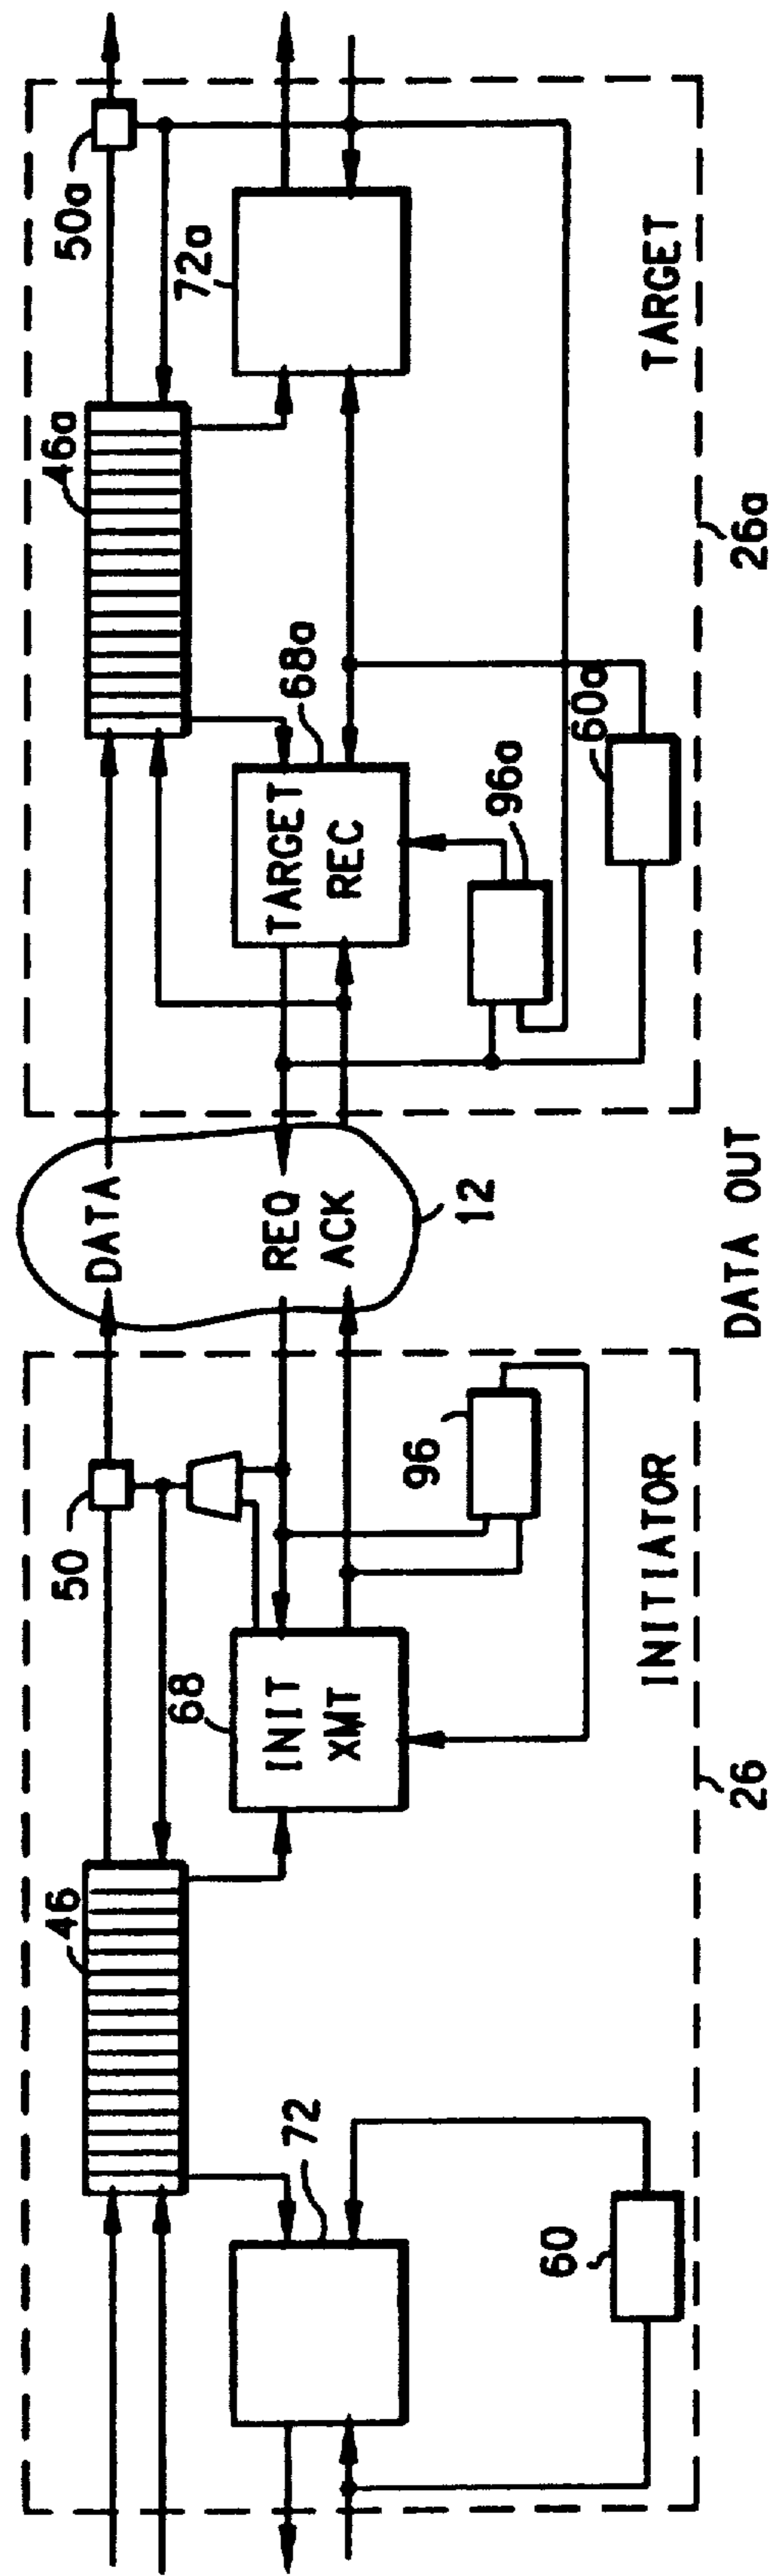 50a
46a
72a
68a
TARGET
REC
96a
60a
TARGET
26a
DATA
REQ
ACK
12
DATA OUT
50
46
68
INIT
XMT
96
72
60
INITIATOR
26